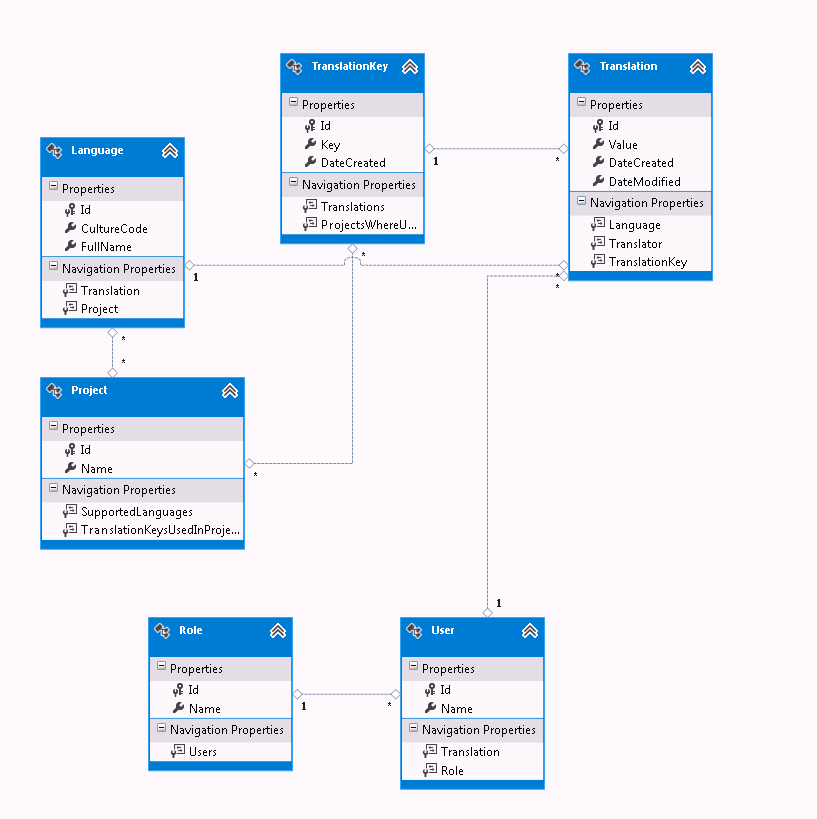 TranslationKey
Properties
Id
Key
DateCreated
Navigation Properties
Translations
ProjectsWhereU...
Translation
Properties
Id
Value
DateCreated
DateModified
Navigation Properties
Language
Translator
TranslationKey
1
*
Language
Properties
Id
CultureCode
FullName
Navigation Properties
Translation
Project
*
1
*
*
*
*
Project
Properties
Id
Name
Navigation Properties
SupportedLanguages
TranslationKeysUsedInProje...
*
1
Role
Properties
Id
Name
Navigation Properties
Users
1
*
User
Properties
Id
Name
Navigation Properties
Translation
Role